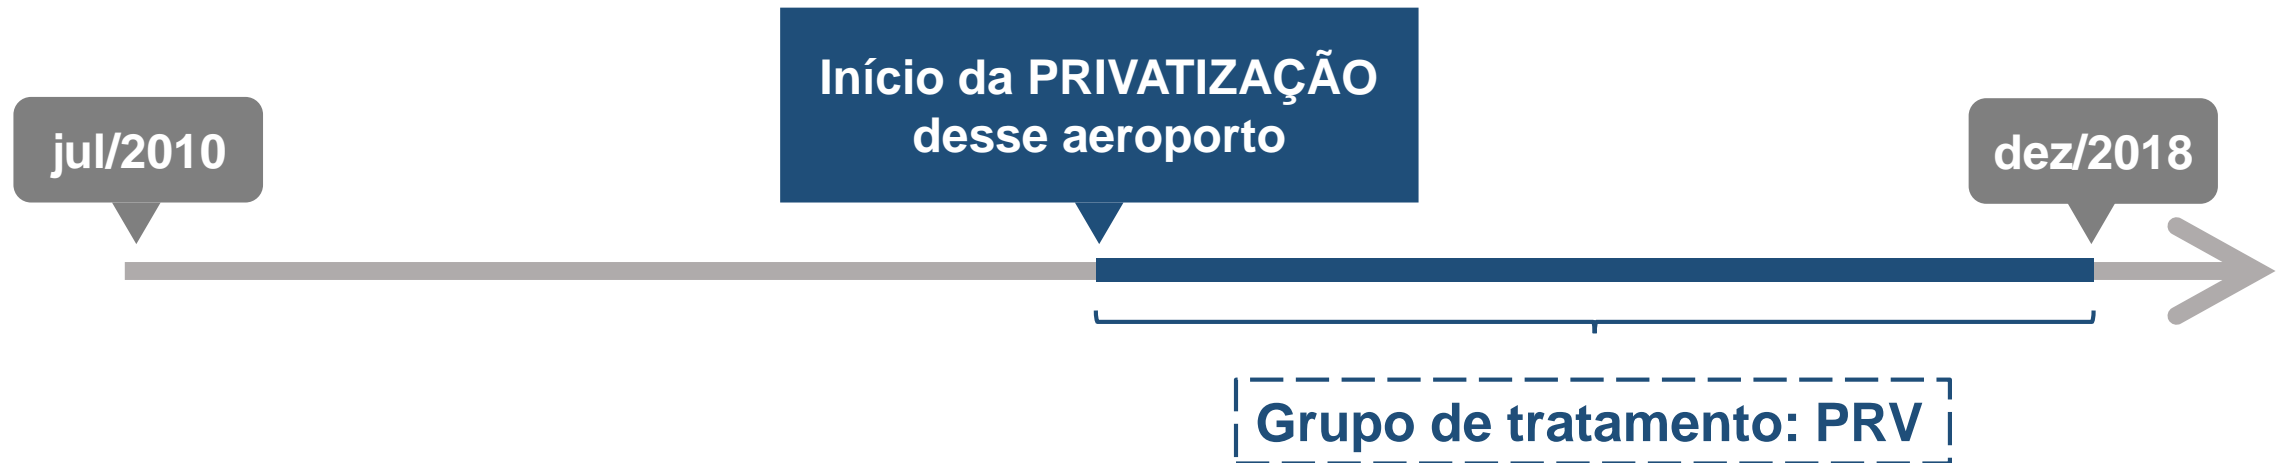 jul/2010
Início da PRIVATIZAÇÃO
desse aeroporto
dez/2018
Grupo de tratamento: PRV